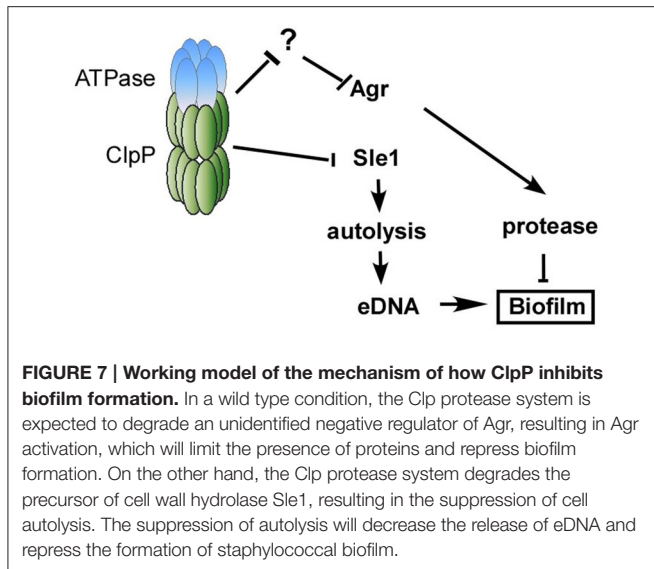 ?
ATPase
Agr
ClpP
Sle1
autolysis
protease
eDNA
Biofilm
FIGURE 7 | Working model of the mechanism of how ClpP inhibits
biofilm formation. In a wild type condition, the Clp protease system is
expected to degrade an unidentified negative regulator of Agr, resulting in Agr
activation, which will limit the presence of proteins and repress biofilm
formation. On the other hand, the Clp protease system degrades the
precursor of cell wall hydrolase Sle1, resulting in the suppression of cell
autolysis. The suppression of autolysis will decrease the release of eDNA and
repress the formation of staphylococcal biofilm.